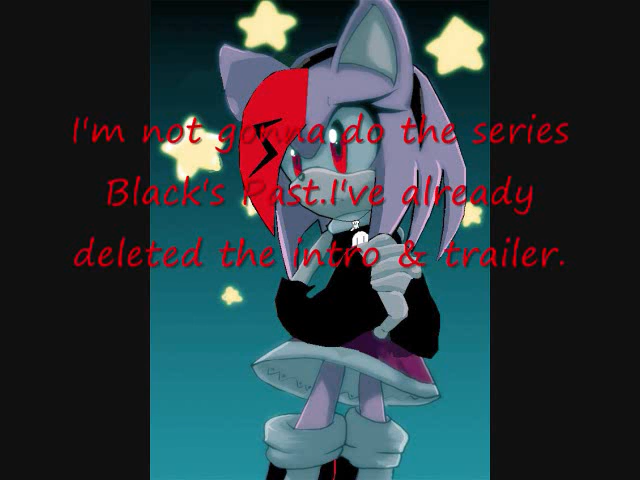 I'm not gonna do the series
Black's Past.I've already
deleted the intro & trailer.